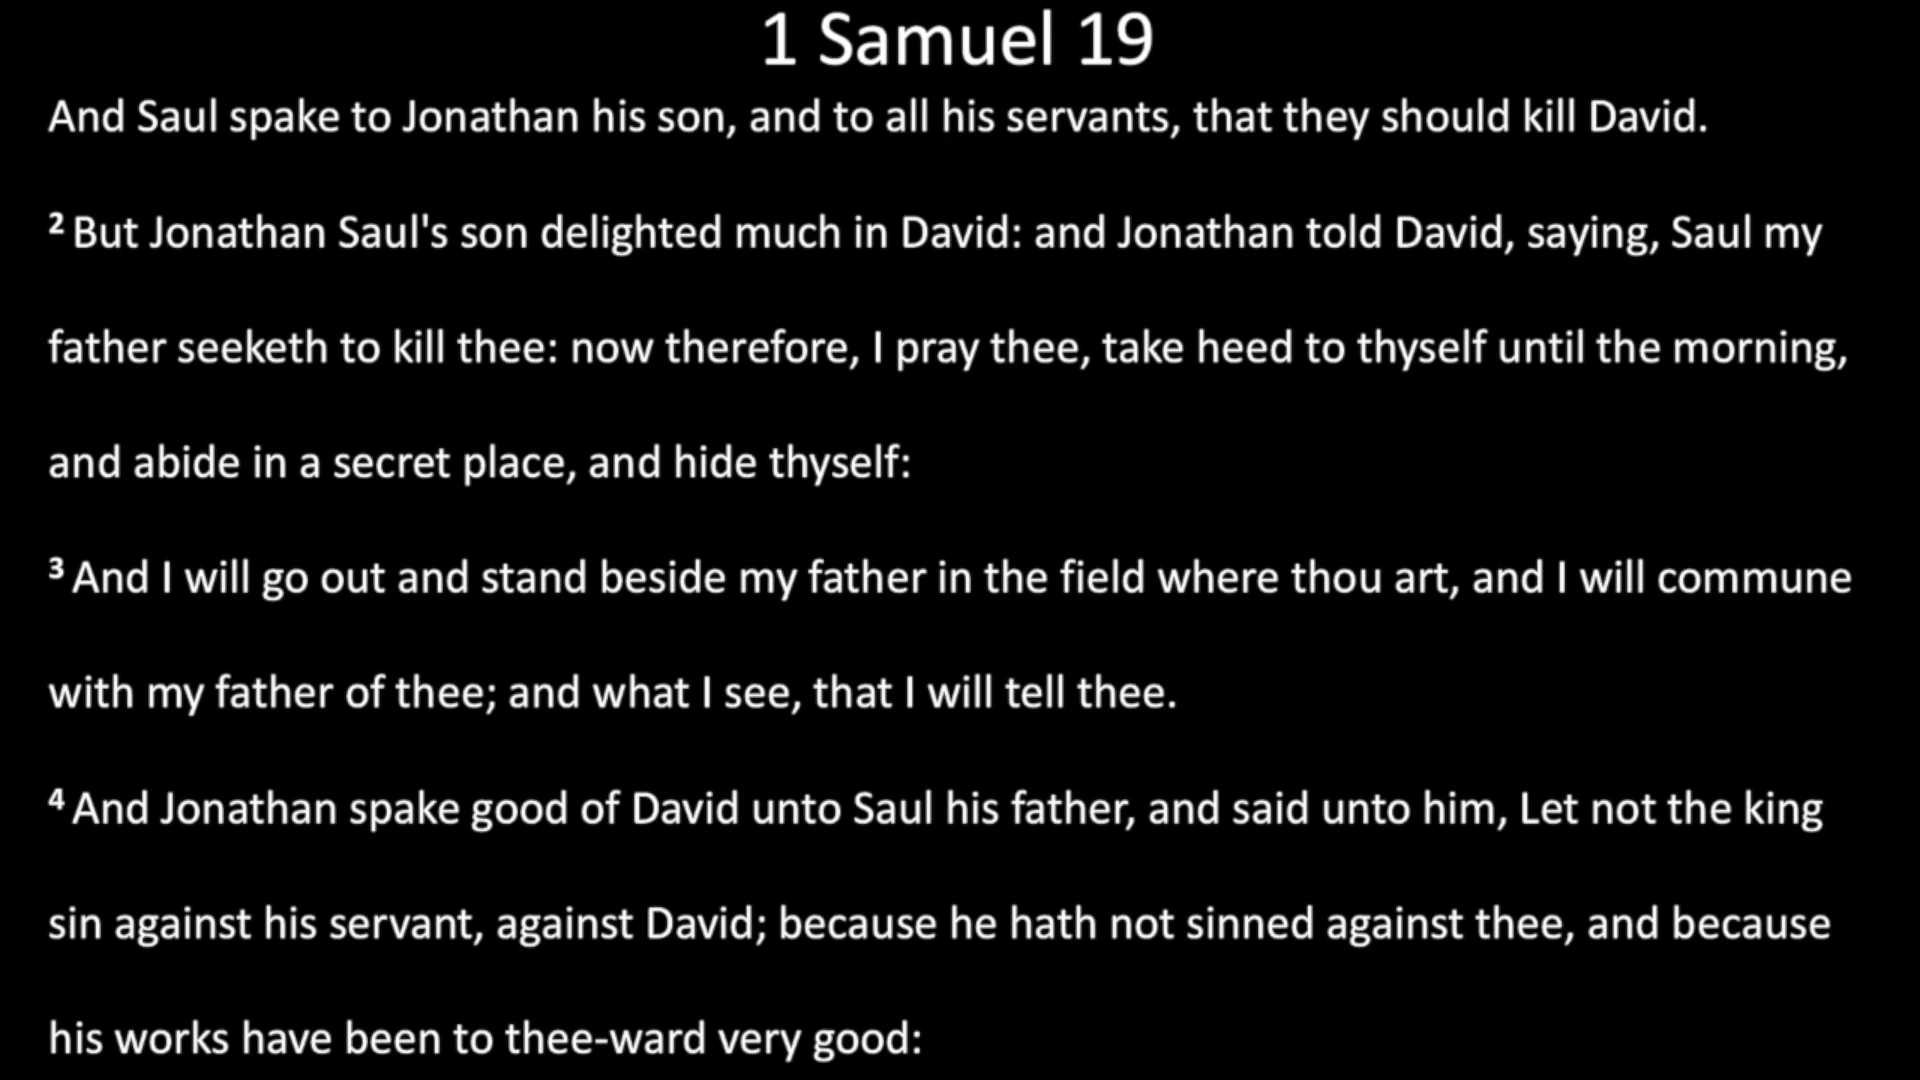 1 Samuel 19
And Saul spake to Jonathan his son, and to all his servants, that they should kill David.
2 But Jonathan Saul's son delighted much in David: and Jonathan told David, saying, Saul my
father seeketh to kill thee: now therefore, I pray thee, take heed to thyself until the morning,
and abide in a secret place, and hide thyself:
3 And I will go out and stand beside my father in the field where thou art, and I will commune
with my father of thee; and what I see, that I will tell thee.
4 And Jonathan spake good of David unto Saul his father, and said unto him, Let not the king
sin against his servant, against David; because he hath not sinned against thee, and because
his works have been to thee-ward very good: